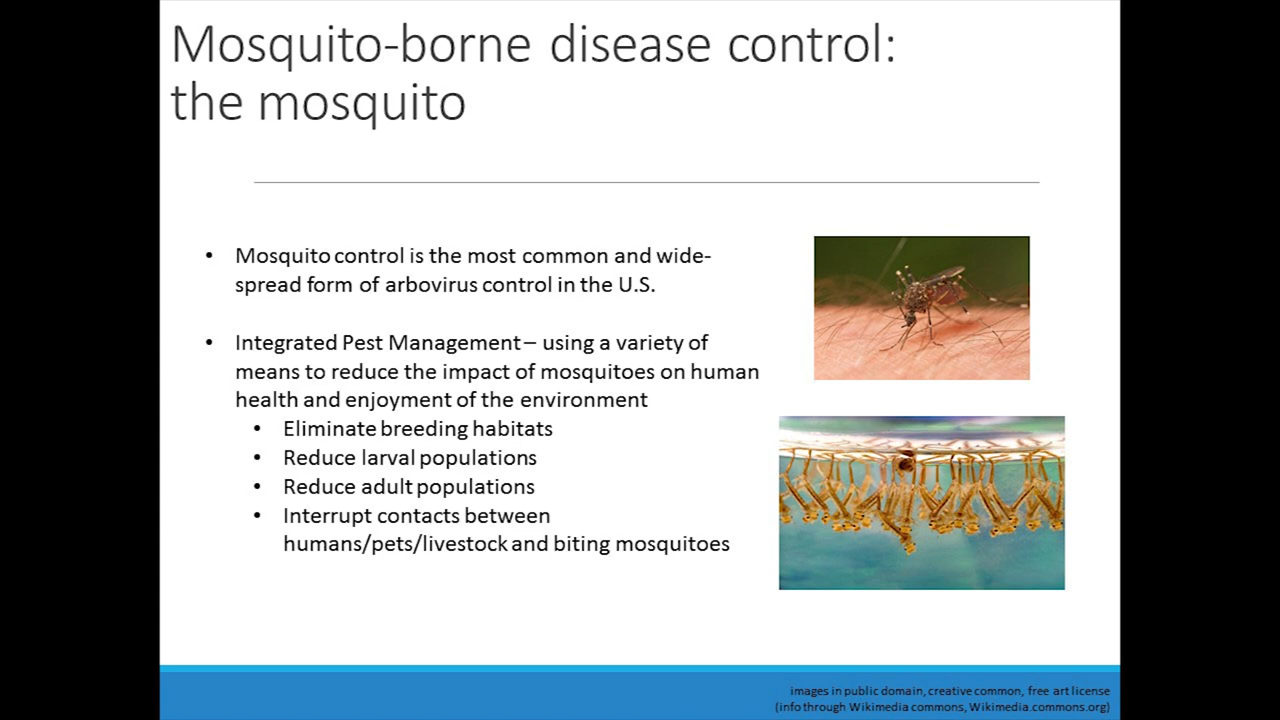 Mosquito-borne disease control:
the mosquito
• Mosquito control is the most common and wide-
spread form of arbovirus control in the U.S.
• Integrated Pest Management – using a variety of
means to reduce the impact of mosquitoes on human
health and enjoyment of the environment
• Eliminate breeding habitats
• Reduce larval populations
• Reduce adult populations
• Interrupt contacts between
humans/pets/livestock and biting mosquitoes
images in public domain, creative common, free art license
(info through Wikimedia commons, Wikimedia.commons.org)